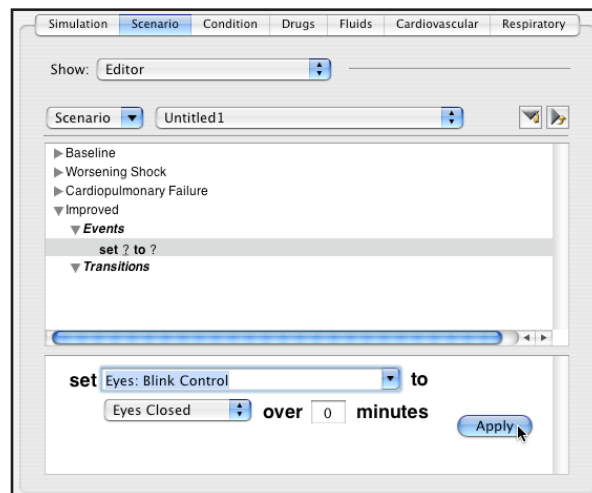 Simulation Scenario Condition Drugs Fluids Cardiovascular Respiratory
Show: Editor
Scenario Untitled1
Baseline
Worsening Shock
Cardiopulmonary Failure
Improved
Events
set ? to ?
Transitions
set Eyes: Blink Control to
Eyes Closed over 0 minutes
Apply